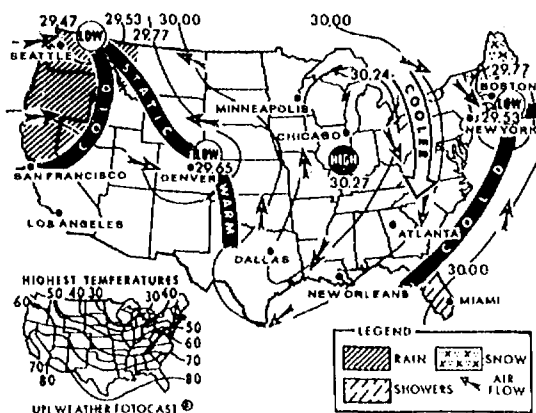 29.47
29.53
29.77
30.00
30.00
LOW
SEATTLE
COLD
STATIC
MINNEAPOLIS
30.24
COOLER
29.77
BOSTON
LOW
29.53
NEW YORK
CHICAGO
HIGH
30.27
LOW
29.65
DENVER
WARM
SAN FRANCISCO
LOS ANGELES
DALLAS
ATLANTA
COLD
NEW ORLEANS
30.00
MIAMI
HIGHEST TEMPERATURES
60 50 40 30
30 40
50
60
70
80
70
80
UPI WEATHER FOTOCAST
LEGEND
RAIN
SNOW
SHOWERS
AIR FLOW